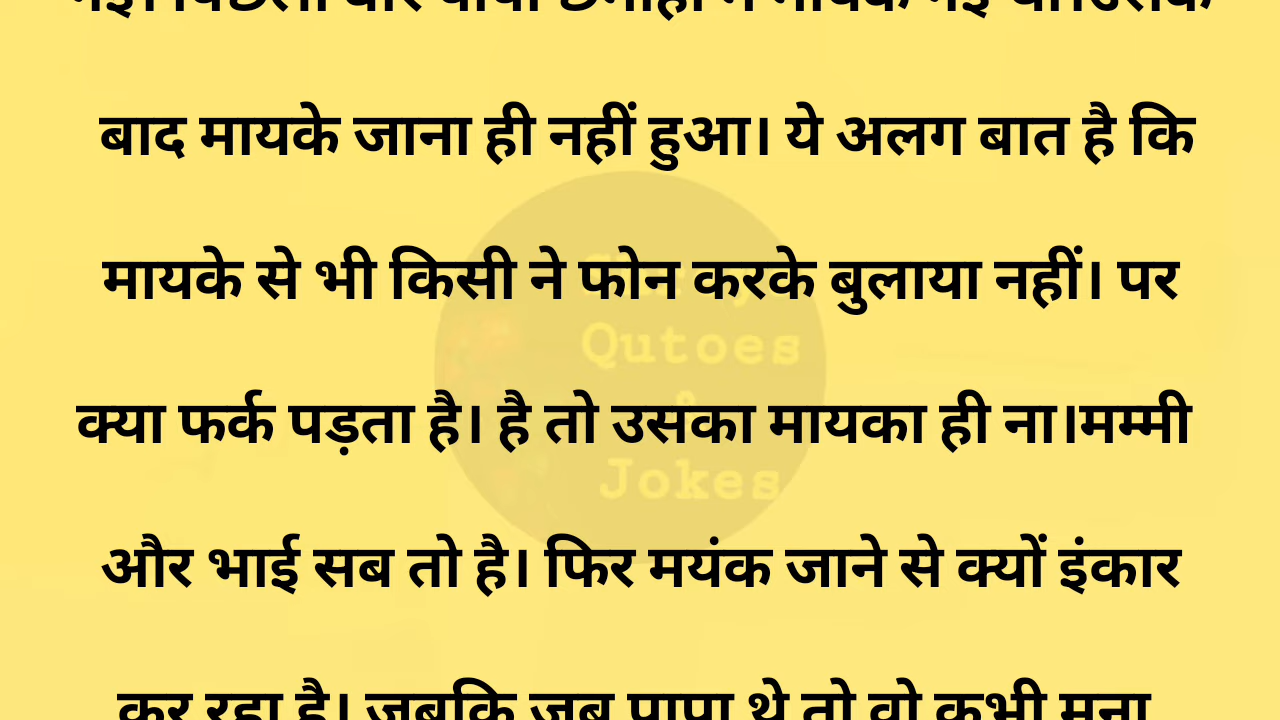 बाद मायके जाना ही नहीं हुआ। ये अलग बात है कि
मायके से भी किसी ने फोन करके बुलाया नहीं। पर
क्या फर्क पड़ता है। है तो उसका मायका ही ना।मम्मी
और भाई सब तो है। फिर मयंक जाने से क्यों इंकार
कर रहा है। जबकि जब पापा थे तो वो कभी मना
Qutoes
&
Jokes